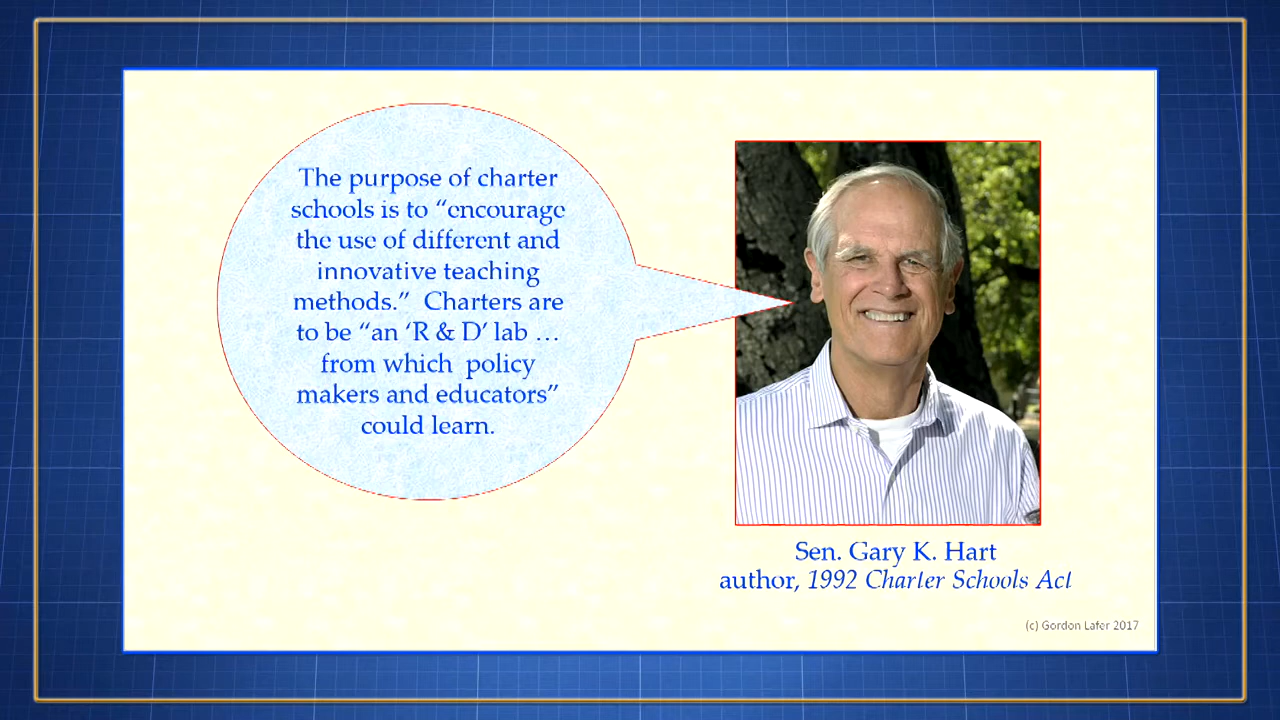 The purpose of charter
schools is to “encourage
the use of different and
innovative teaching
methods.”  Charters are
to be “an ‘R & D’ lab …
from which  policy
makers and educators”
could learn.
Sen. Gary K. Hart
author, 1992 Charter Schools Act
(c) Gordon Lafer 2017